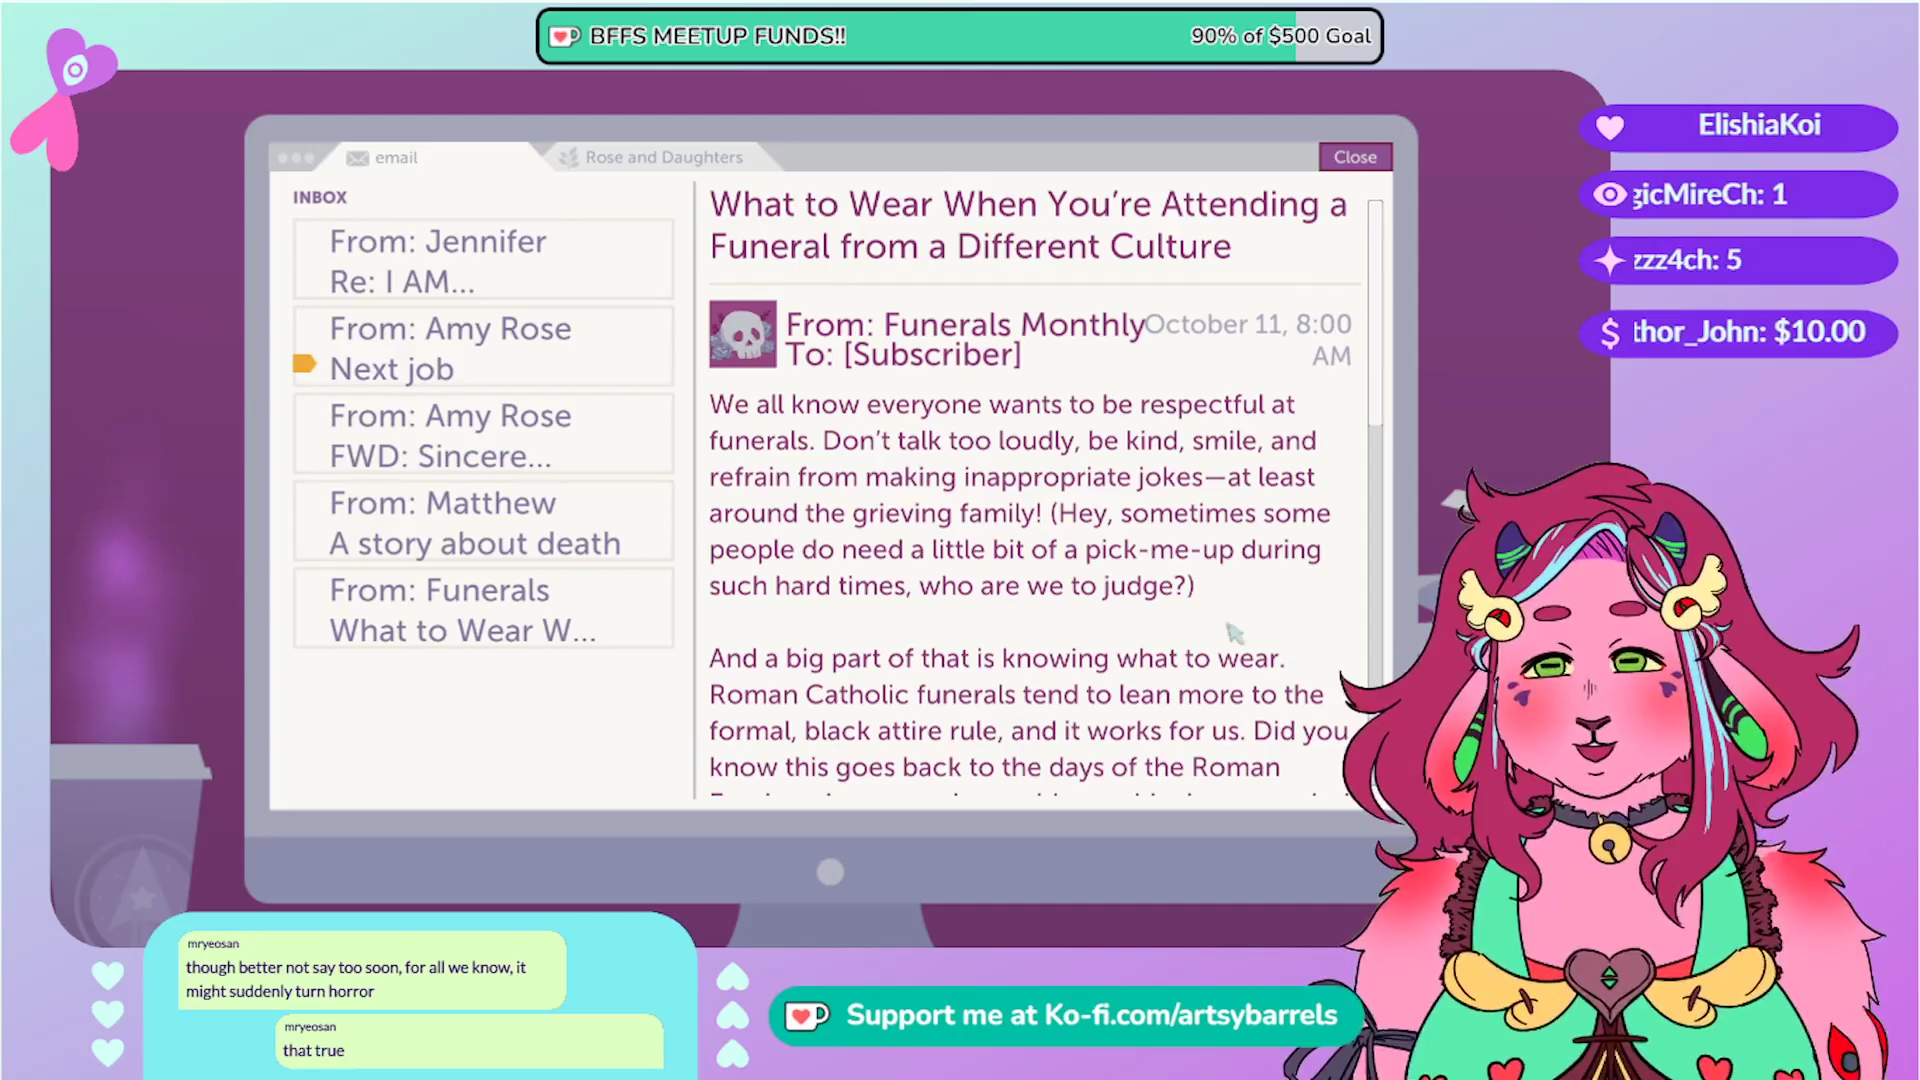 BFFS MEETUP FUNDS!!
90% of $500 Goal
ElishiaKoi
gicMireCh: 1
zzz4ch: 5
thor_John: $10.00
email
Rose and Daughters
Close
INBOX
From: Jennifer
Re: I AM...
From: Amy Rose
Next job
From: Amy Rose
FWD: Sincere...
From: Matthew
A story about death
From: Funerals
What to Wear W...
What to Wear When You're Attending a
Funeral from a Different Culture
From: Funerals Monthly
October 11, 8:00
AM
To: [Subscriber]
We all know everyone wants to be respectful at
funerals. Don't talk too loudly, be kind, smile, and
refrain from making inappropriate jokes—at least
around the grieving family! (Hey, sometimes some
people do need a little bit of a pick-me-up during
such hard times, who are we to judge?)
And a big part of that is knowing what to wear.
Roman Catholic funerals tend to lean more to the
formal, black attire rule, and it works for us. Did you
know this goes back to the days of the Roman
mryeosan
though better not say too soon, for all we know, it
might suddenly turn horror
mryeosan
that true
Support me at Ko-fi.com/artsybarrels